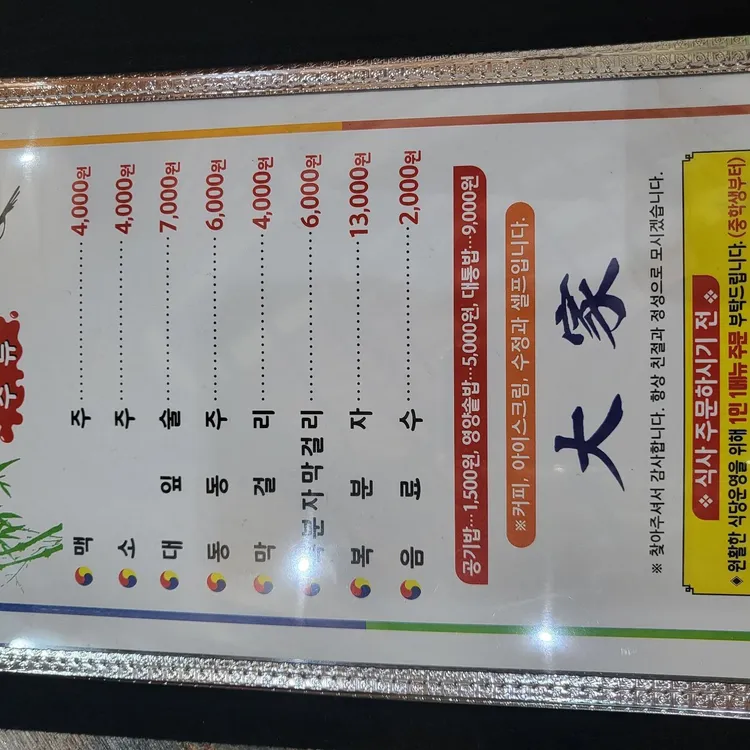 주 류
맥 주 4,000원
소 주 4,000원
대 잎 술 7,000원
동 동 주 6,000원
막 걸 리 4,000원
분자막걸리 6,000원
복 분 자 13,000원
음 료 수 2,000원
공기밥…1,500원, 영양솥밥…5,000원, 대통밥…9,000원
※커피, 아이스크림, 수정과 셀프입니다.
大 家
※ 찾아주셔서 감사합니다. 항상 친절과 정성으로 모시겠습니다.
❖ 식사 주문하시기 전 ❖
◆ 원활한 식당운영을 위해 1인 1메뉴 주문 부탁드립니다. (중학생부터)